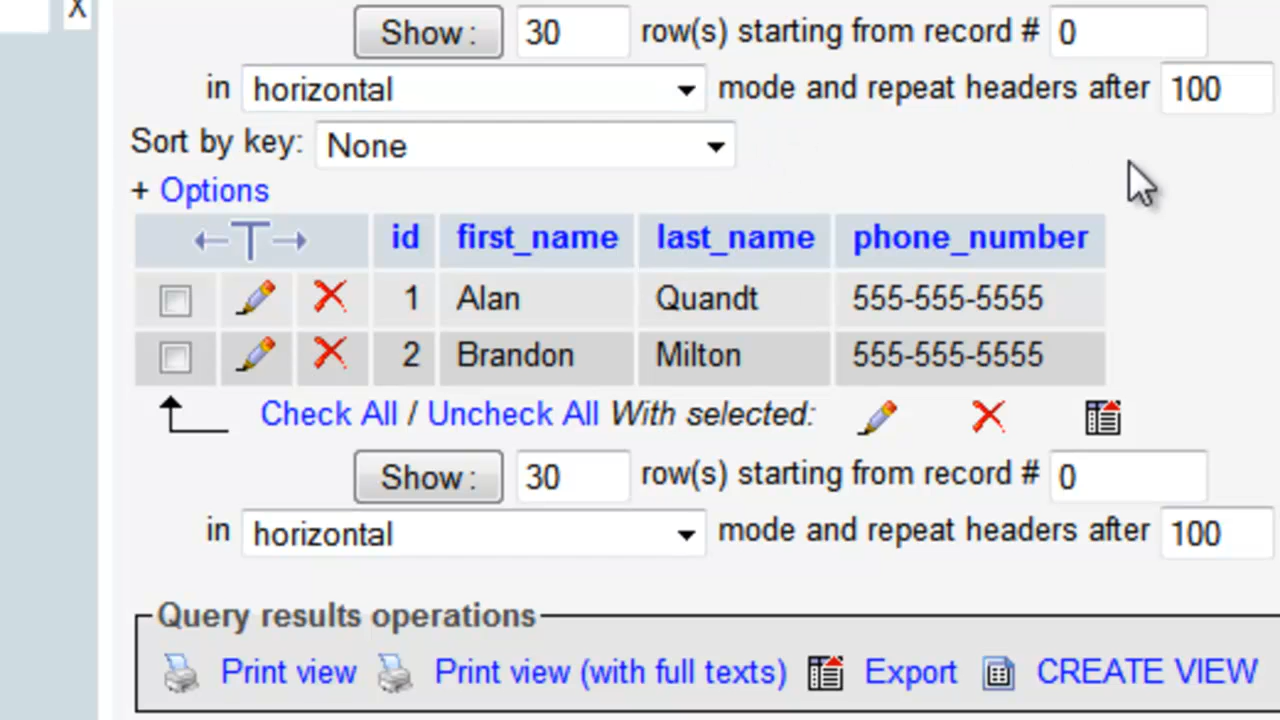 X
Show : 30 row(s) starting from record # 0
in horizontal mode and repeat headers after 100
Sort by key: None
+ Options
←T→ id first_name last_name phone_number
1 Alan Quandt 555-555-5555
2 Brandon Milton 555-555-5555
Check All / Uncheck All With selected:
Show : 30 row(s) starting from record # 0
in horizontal mode and repeat headers after 100
Query results operations
Print view Print view (with full texts) Export CREATE VIEW